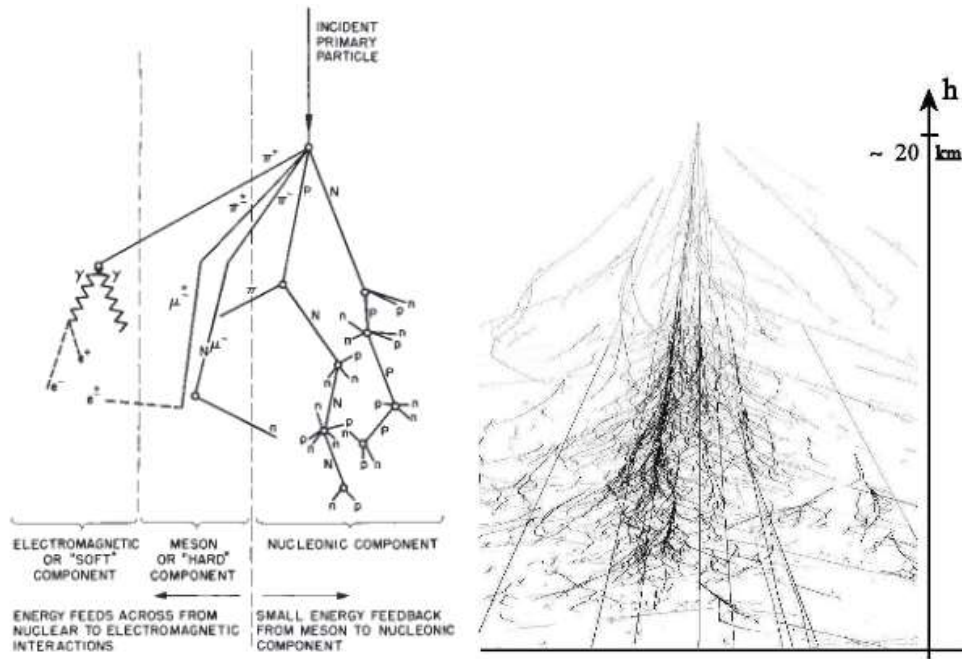 INCIDENT
PRIMARY
PARTICLE
π°
π±
π-
P
N
γ γ
μ±
π
N
μ-
e+
e-
e±
n
n
p
n
P
n
n
p
p
n
n
N
P
p
n
n
p
n
p
n
P
N
p
n
n
p
ELECTROMAGNETIC
OR "SOFT"
COMPONENT
MESON
OR "HARD"
COMPONENT
NUCLEONIC COMPONENT
ENERGY FEEDS ACROSS FROM
NUCLEAR TO ELECTROMAGNETIC
INTERACTIONS
SMALL ENERGY FEEDBACK
FROM MESON TO NUCLEONIC
COMPONENT
h
~ 20 km